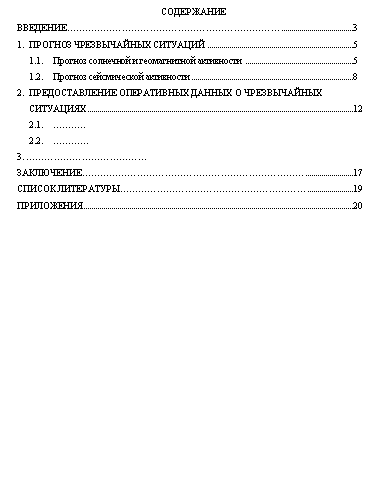 СОДЕРЖАНИЕ
ВВЕДЕНИЕ.......................................................................3
1. ПРОГНОЗ ЧРЕЗВЫЧАЙНЫХ СИТУАЦИЙ.......................................................5
1.1. Прогноз солнечной и геомагнитной активности.......................................5
1.2. Прогноз сейсмической активности.......................................................8
2. ПРЕДОСТАВЛЕНИЕ ОПЕРАТИВНЫХ ДАННЫХ О ЧРЕЗВЫЧАЙНЫХ
СИТУАЦИЯХ.......................................................................12
2.1. ...........
2.2. ............
3.......................................
ЗАКЛЮЧЕНИЕ.......................................................................17
СПИСОК ЛИТЕРАТУРЫ.......................................................................19
ПРИЛОЖЕНИЯ.......................................................................20